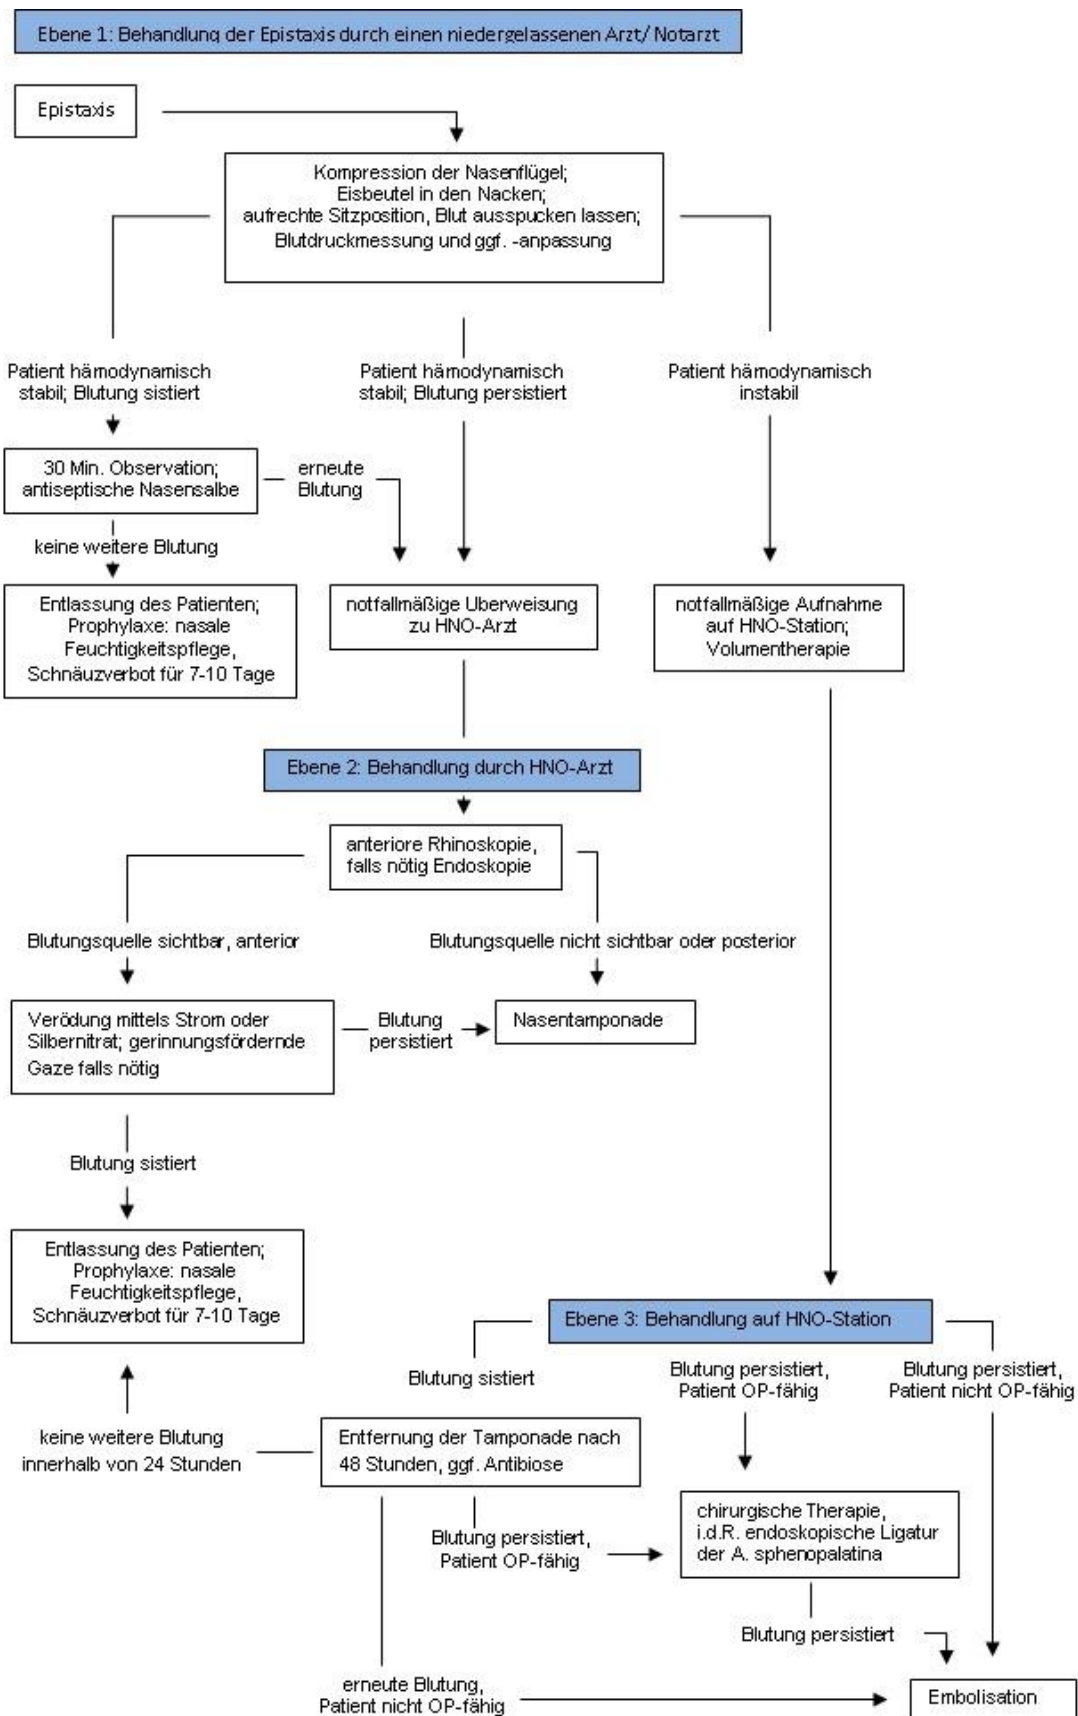 Ebene 1: Behandlung der Epistaxis durch einen niedergelassenen Arzt/ Notarzt
Epistaxis
Kompression der Nasenflügel;
Eisbeutel in den Nacken;
aufrechte Sitzposition, Blut ausspucken lassen;
Blutdruckmessung und ggf. -anpassung
Patient hämodynamisch
stabil; Blutung sistiert
Patient hämodynamisch
stabil; Blutung persistiert
Patient hämodynamisch
instabil
30 Min. Observation;
antiseptische Nasensalbe
erneute
Blutung
keine weitere Blutung
Entlassung des Patienten;
Prophylaxe: nasale
Feuchtigkeitspflege,
Schnäuzverbot für 7-10 Tage
notfallmäßige Uberweisung
zu HNO-Arzt
notfallmäßige Aufnahme
auf HNO-Station;
Volumentherapie
Ebene 2: Behandlung durch HNO-Arzt
anteriore Rhinoskopie,
falls nötig Endoskopie
Blutungsquelle sichtbar, anterior
Blutungsquelle nicht sichtbar oder posterior
Verödung mittels Strom oder
Silbernitrat; gerinnungsfördernde
Gaze falls nötig
Blutung
persistiert
Nasentamponade
Blutung sistiert
Entlassung des Patienten;
Prophylaxe: nasale
Feuchtigkeitspflege,
Schnäuzverbot für 7-10 Tage
Ebene 3: Behandlung auf HNO-Station
Blutung sistiert
Blutung persistiert,
Patient OP-fähig
Blutung persistiert,
Patient nicht OP-fähig
keine weitere Blutung
innerhalb von 24 Stunden
Entfernung der Tamponade nach
48 Stunden, ggf. Antibiose
Blutung persistiert,
Patient OP-fähig
chirurgische Therapie,
i.d.R. endoskopische Ligatur
der A. sphenopalatina
Blutung persistiert
erneute Blutung,
Patient nicht OP-fähig
Embolisation